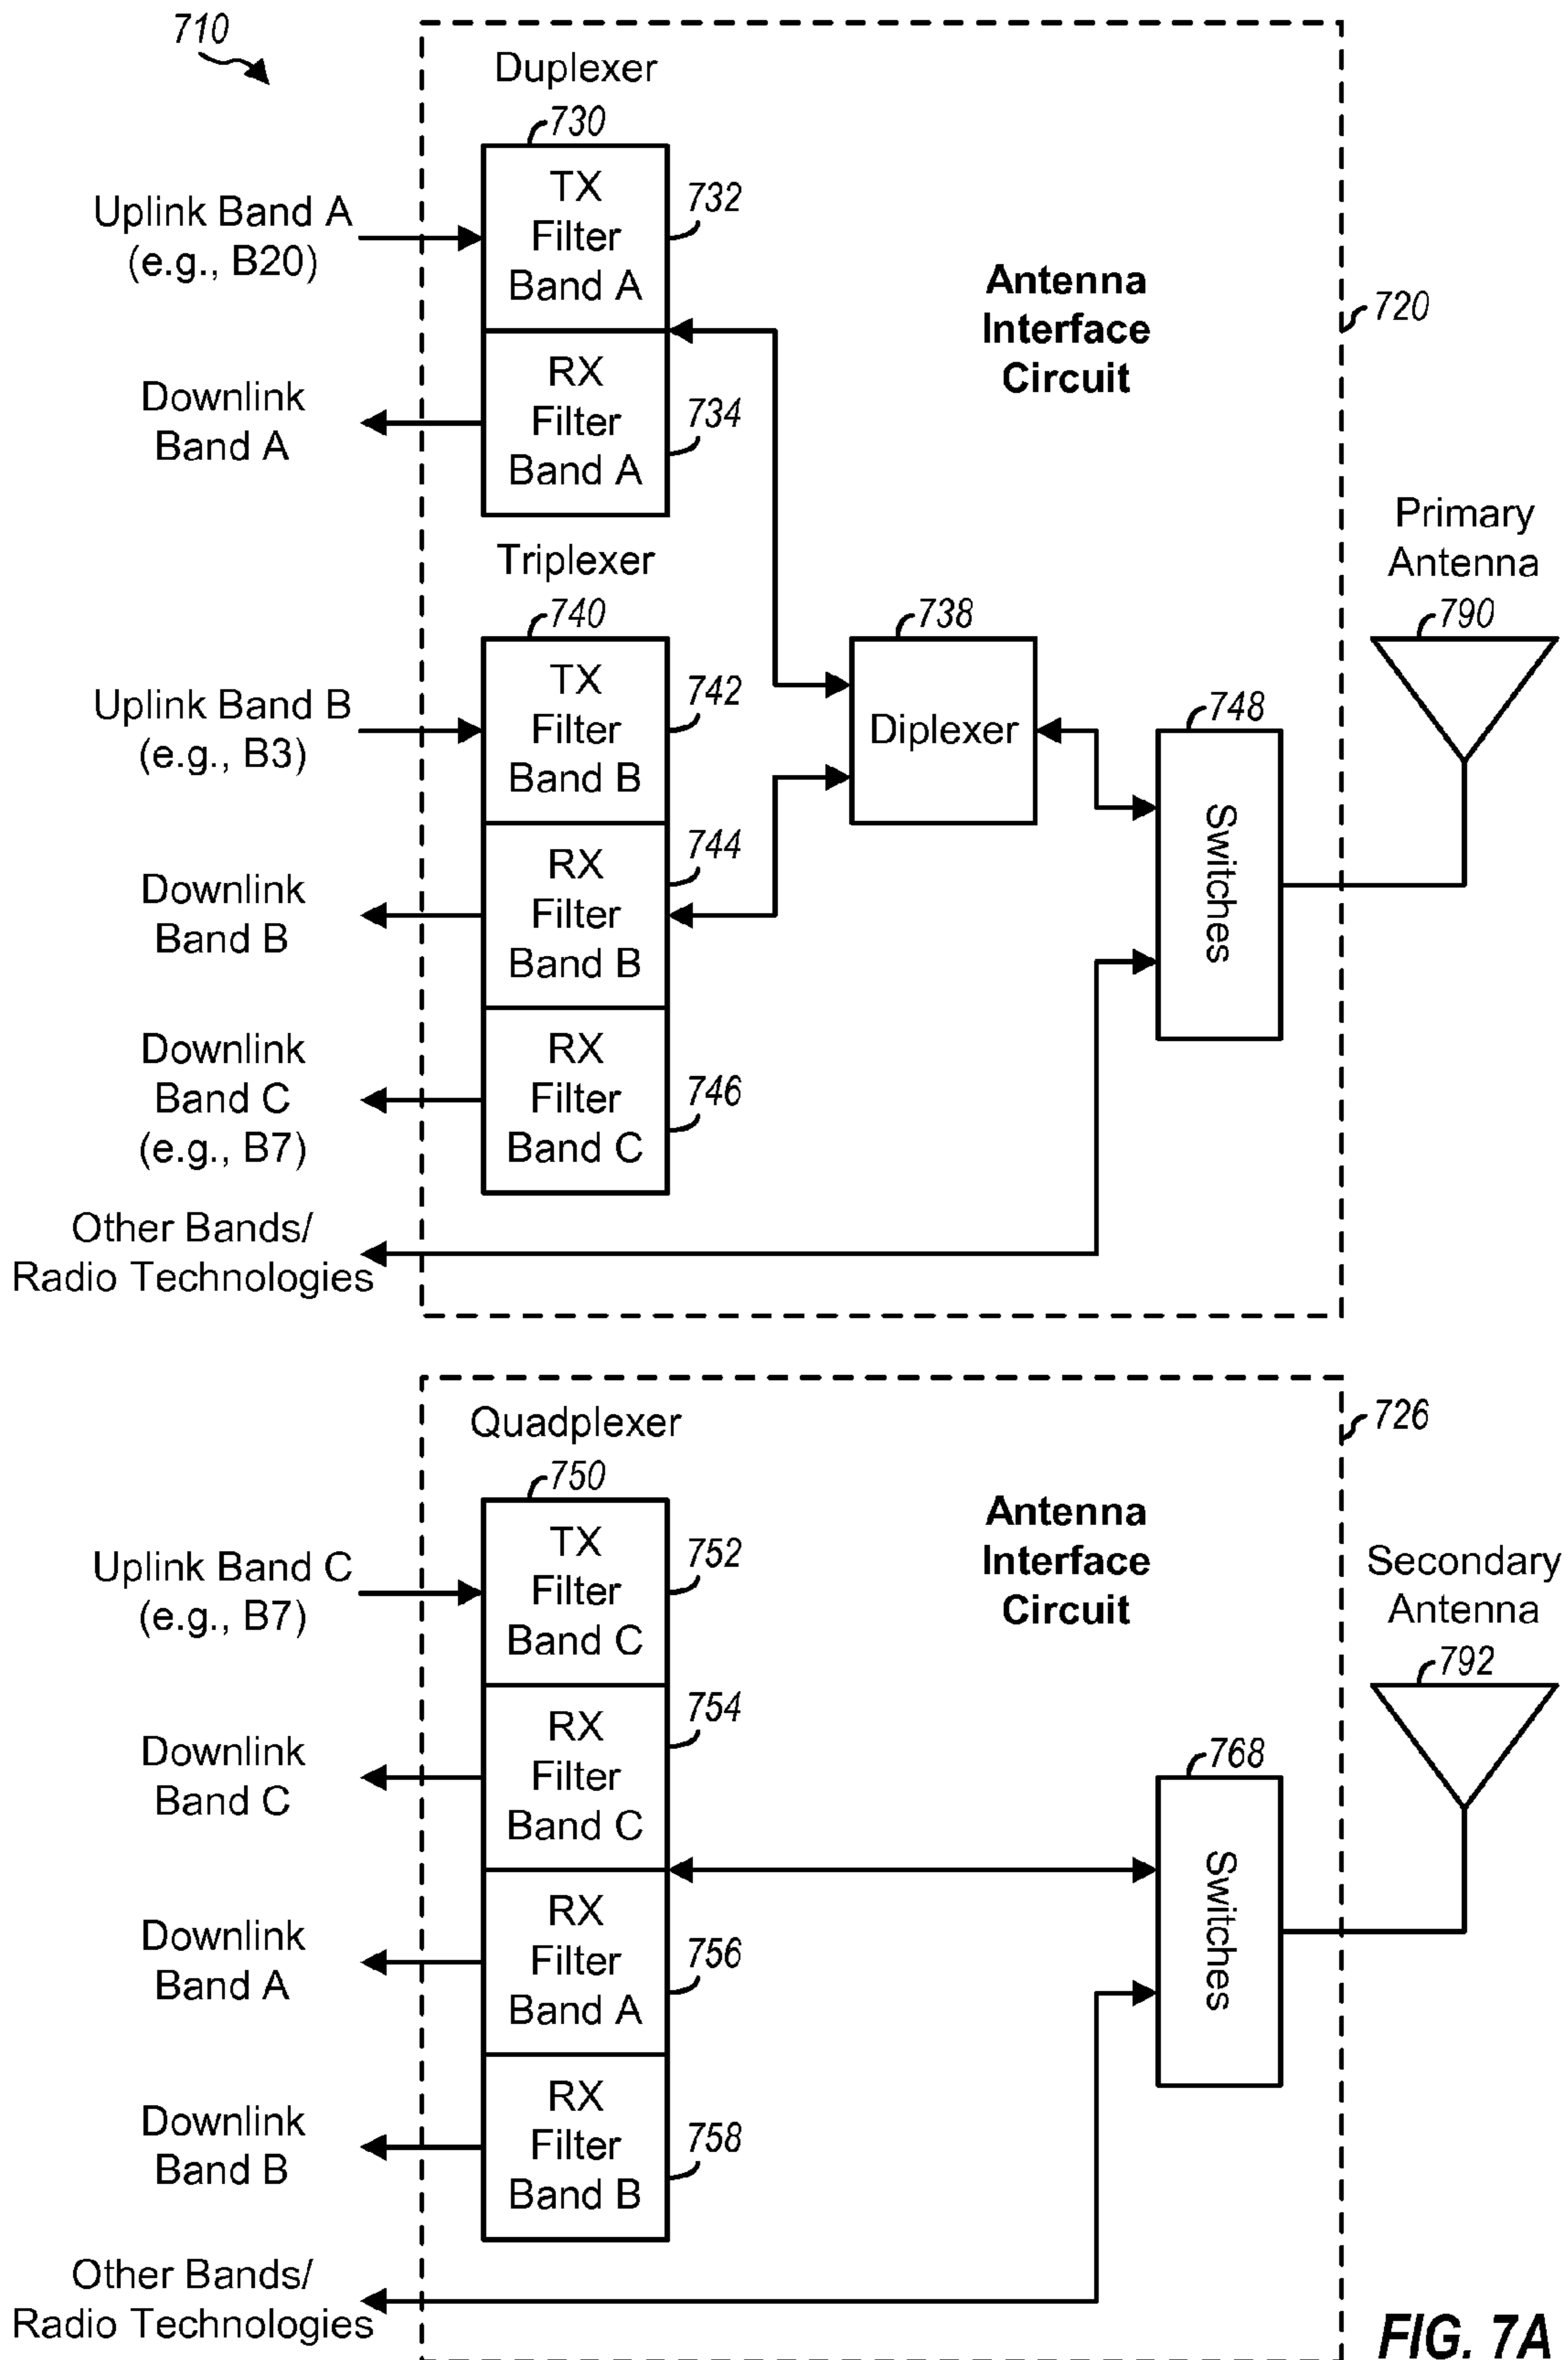 710
Duplexer
730
TX
Filter
Band A
732
Uplink Band A
(e.g., B20)
RX
Filter
Band A
734
Downlink
Band A
Antenna
Interface
Circuit
720
Triplexer
740
TX
Filter
Band B
742
Uplink Band B
(e.g., B3)
RX
Filter
Band B
744
Downlink
Band B
RX
Filter
Band C
746
Downlink
Band C
(e.g., B7)
738
Diplexer
748
Switches
Primary
Antenna
790
Other Bands/
Radio Technologies
Quadplexer
750
TX
Filter
Band C
752
Uplink Band C
(e.g., B7)
RX
Filter
Band C
754
Downlink
Band C
RX
Filter
Band A
756
Downlink
Band A
RX
Filter
Band B
758
Downlink
Band B
Antenna
Interface
Circuit
726
768
Switches
Secondary
Antenna
792
Other Bands/
Radio Technologies
FIG. 7A